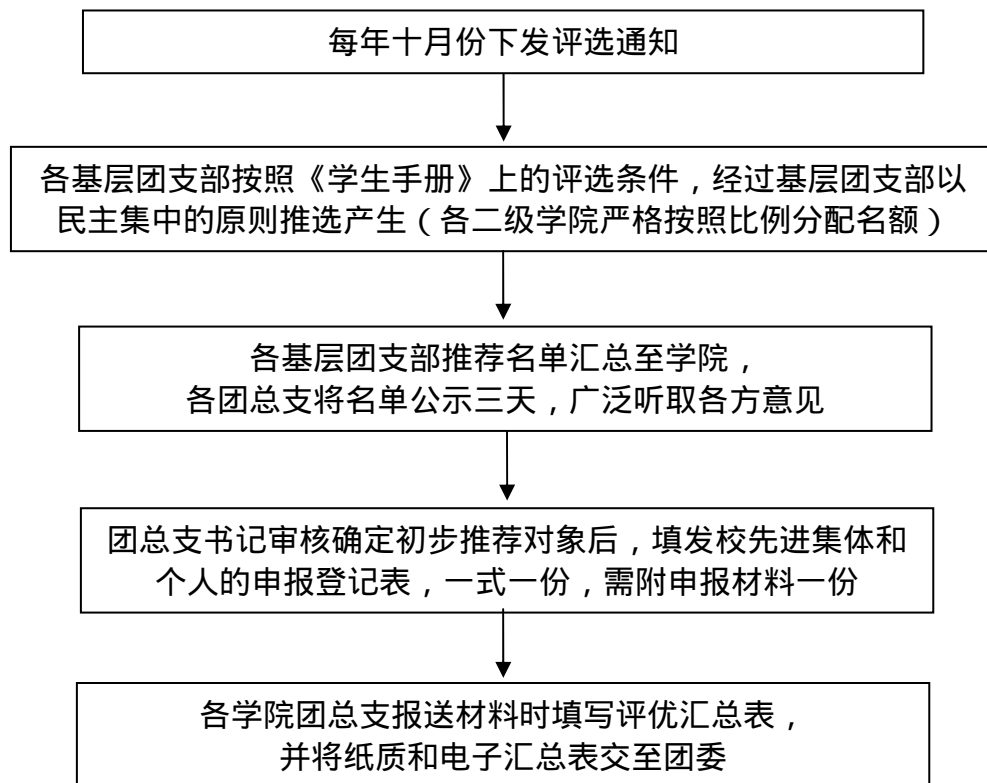 每年十月份下发评选通知
各基层团支部按照《学生手册》上的评选条件，经过基层团支部以
民主集中的原则推选产生（各二级学院严格按照比例分配名额）
各基层团支部推荐名单汇总至学院，
各团总支将名单公示三天，广泛听取各方意见
团总支书记审核确定初步推荐对象后，填发校先进集体和
个人的申报登记表，一式一份，需附申报材料一份
各学院团总支报送材料时填写评优汇总表，
并将纸质和电子汇总表交至团委